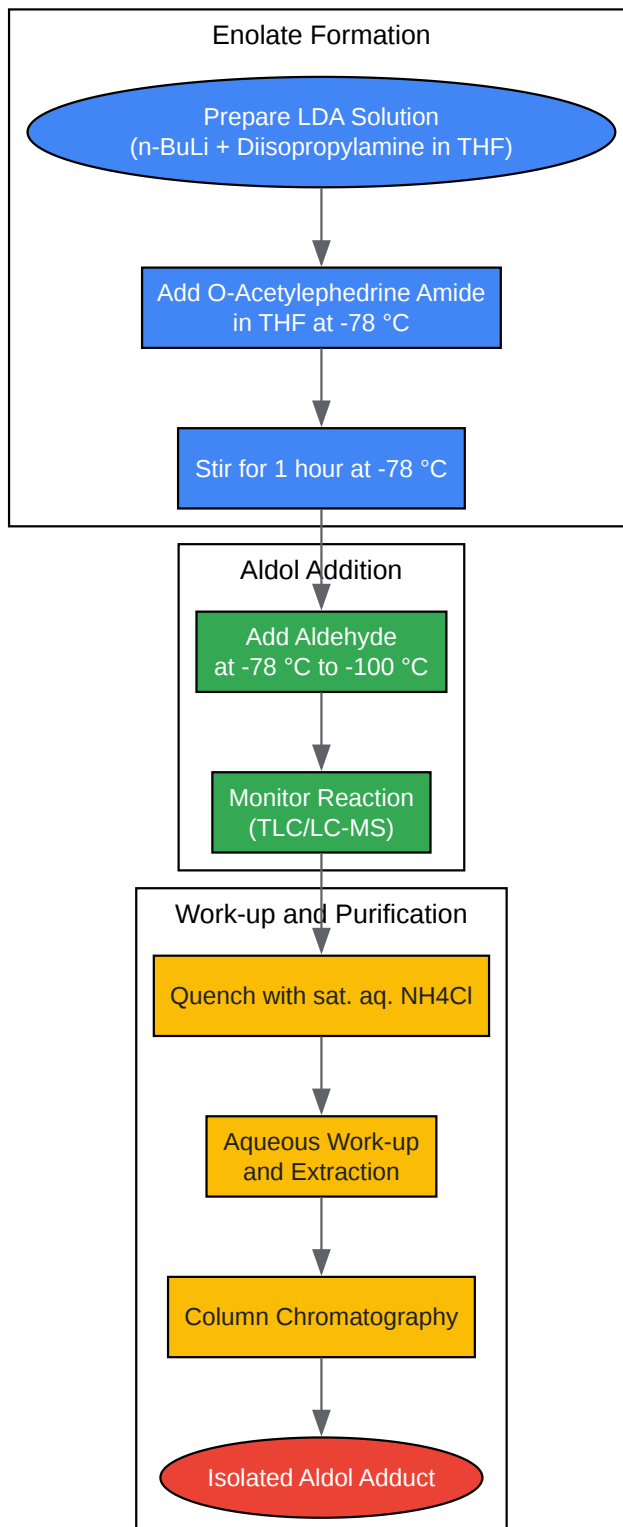 Enolate Formation
Prepare LDA Solution
(n-BuLi + Diisopropylamine in THF)
Add O-Acetylephedrine Amide
in THF at -78 °C
Stir for 1 hour at -78 °C
Aldol Addition
Add Aldehyde
at -78 °C to -100 °C
Monitor Reaction
(TLC/LC-MS)
Work-up and Purification
Quench with sat. aq. NH4Cl
Aqueous Work-up
and Extraction
Column Chromatography
Isolated Aldol Adduct